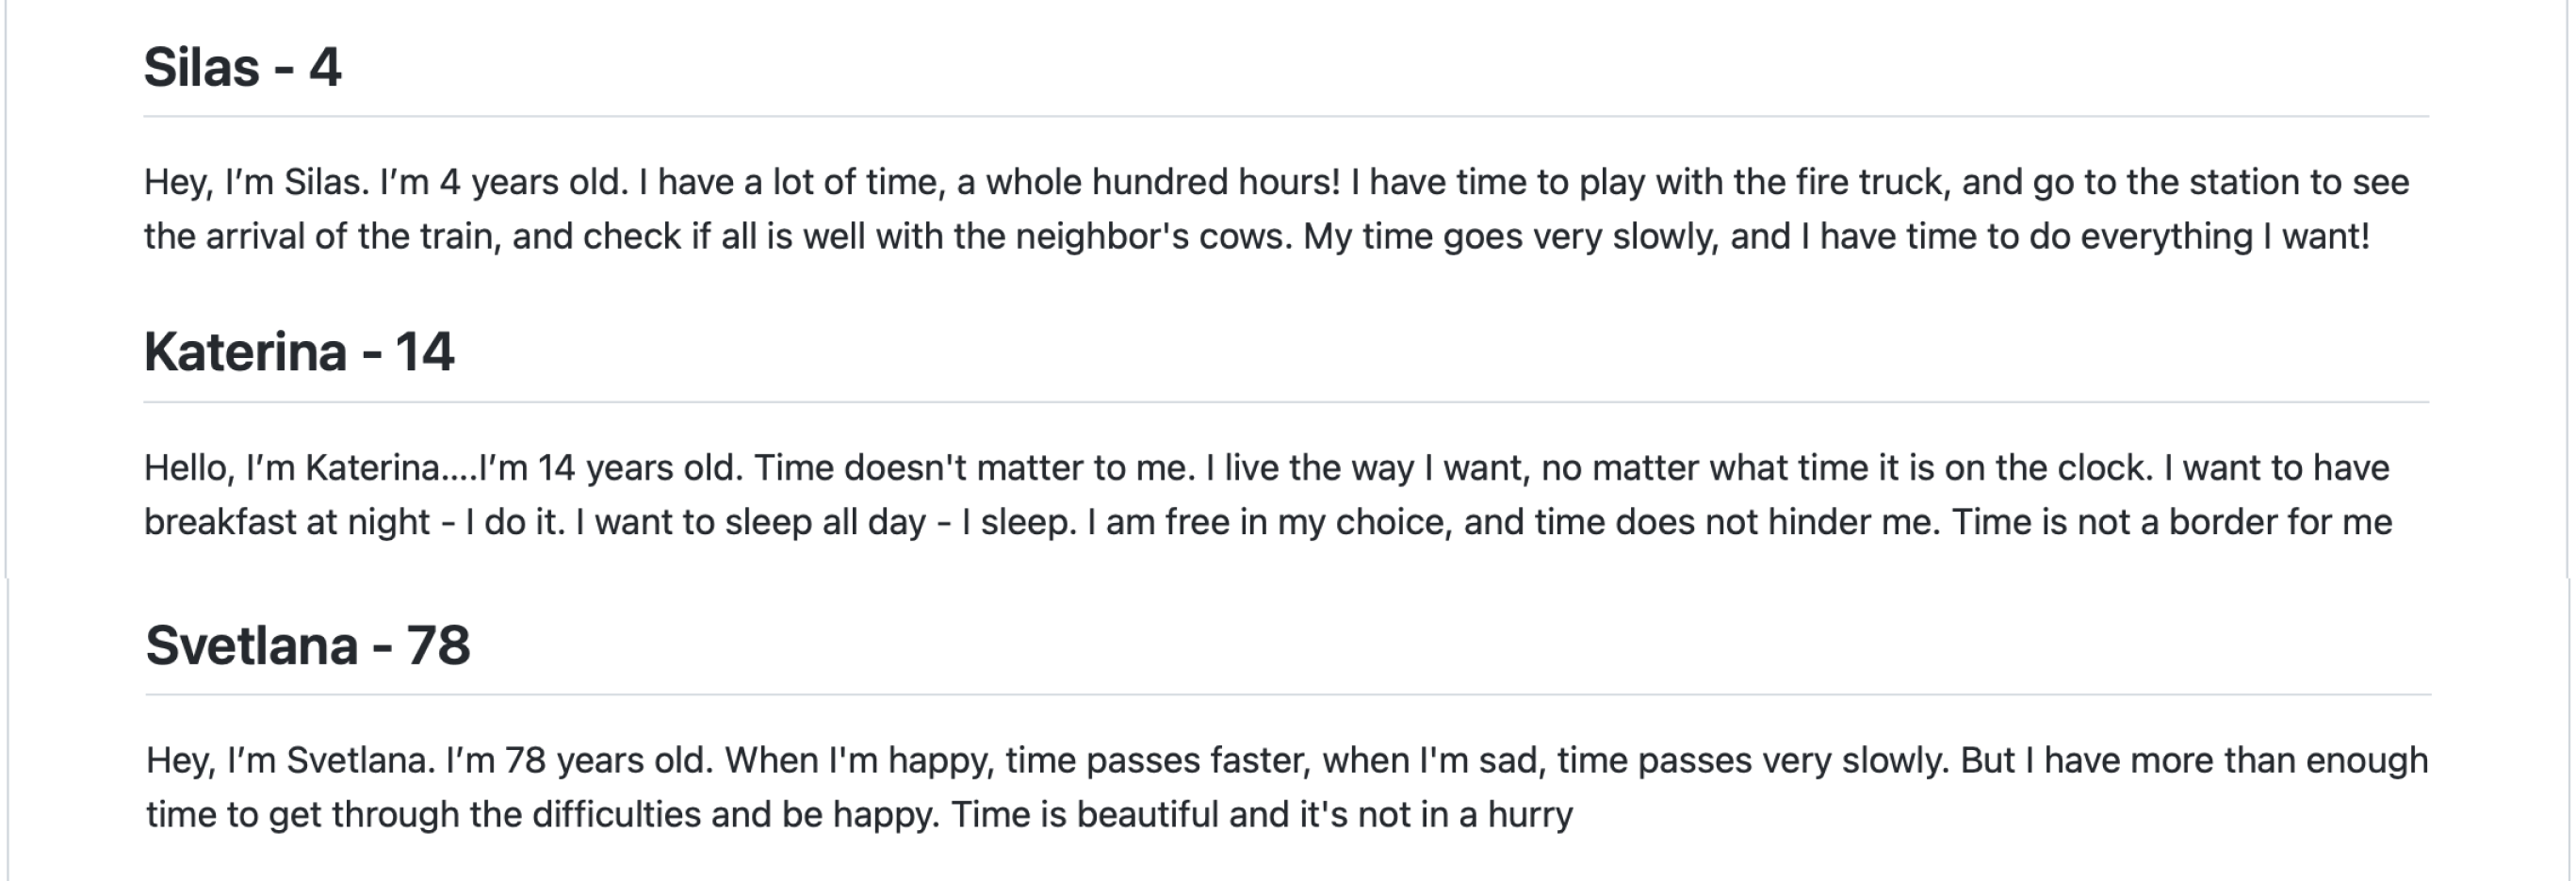 Silas - 4
Hey, I’m Silas. I’m 4 years old. I have a lot of time, a whole hundred hours! I have time to play with the fire truck, and go to the station to see
the arrival of the train, and check if all is well with the neighbor's cows. My time goes very slowly, and I have time to do everything I want!
Katerina - 14
Hello, I’m Katerina....I’m 14 years old. Time doesn't matter to me. I live the way I want, no matter what time it is on the clock. I want to have
breakfast at night - I do it. I want to sleep all day - I sleep. I am free in my choice, and time does not hinder me. Time is not a border for me
Svetlana - 78
Hey, I’m Svetlana. I’m 78 years old. When I'm happy, time passes faster, when I'm sad, time passes very slowly. But I have more than enough
time to get through the difficulties and be happy. Time is beautiful and it's not in a hurry